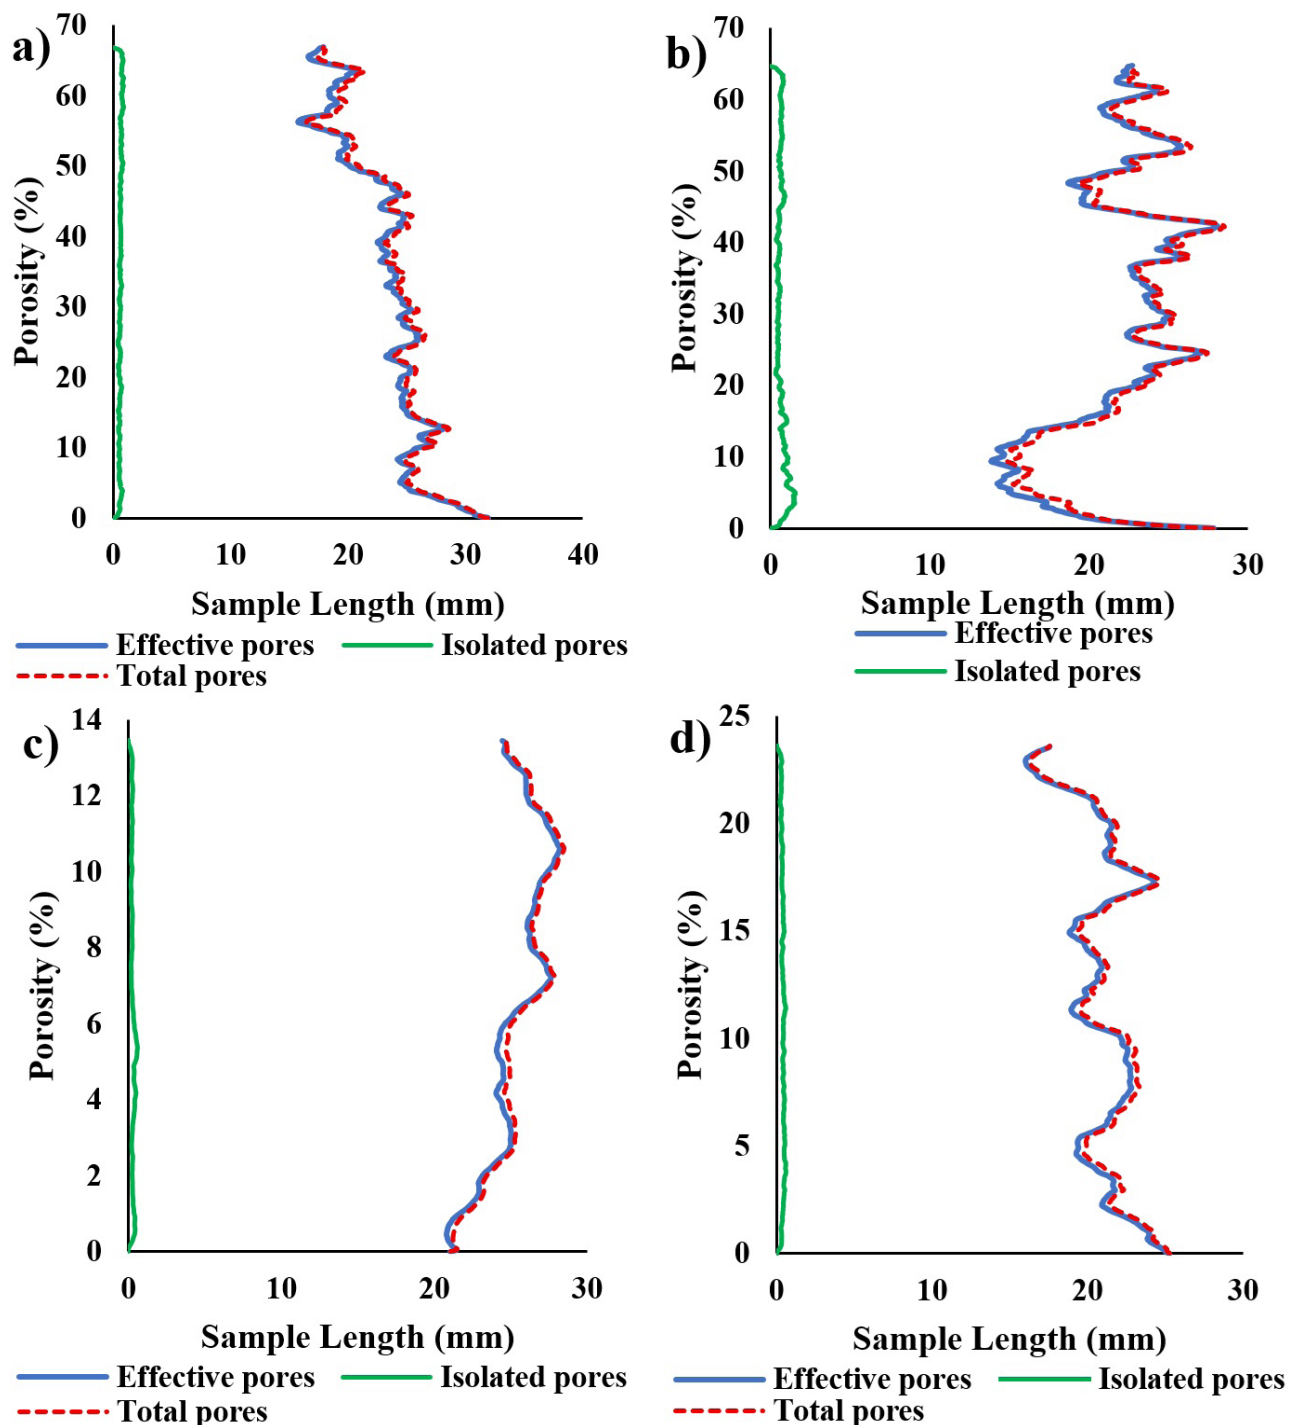 a)
Porosity (%)
70
60
50
40
30
20
10
0
0 10 20 30 40
Sample Length (mm)
Effective pores Isolated pores
Total pores
b)
Porosity (%)
70
60
50
40
30
20
10
0
0 10 20 30
Sample Length (mm)
Effective pores
Isolated pores
c)
Porosity (%)
14
12
10
8
6
4
2
0
0 10 20 30
Sample Length (mm)
Effective pores Isolated pores
Total pores
d)
Porosity (%)
25
20
15
10
5
0
0 10 20 30
Sample Length (mm)
Effective pores Isolated pores
Total pores